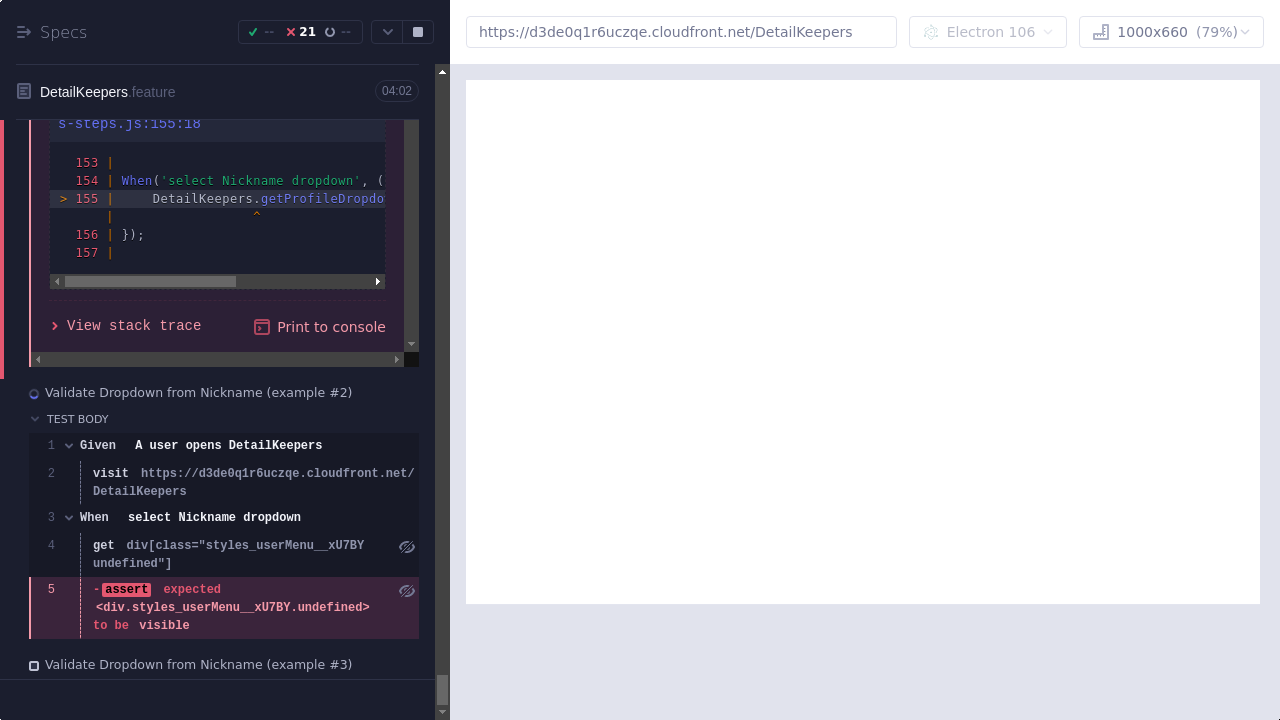 Specs
-- 21 --
DetailKeepers.feature
04:02
s-steps.js:155:18
153 |
154 | When('select Nickname dropdown', (
> 155 | DetailKeepers.getProfileDropdo
| ^
156 | });
157 |
View stack trace
Print to console
Validate Dropdown from Nickname (example #2)
TEST BODY
1 Given A user opens DetailKeepers
2 visit https://d3de0q1r6uczqe.cloudfront.net/
DetailKeepers
3 When select Nickname dropdown
4 get div[class="styles_userMenu__xU7BY
undefined"]
5 -assert expected
<div.styles_userMenu__xU7BY.undefined>
to be visible
Validate Dropdown from Nickname (example #3)
https://d3de0q1r6uczqe.cloudfront.net/DetailKeepers
Electron 106
1000x660 (79%)